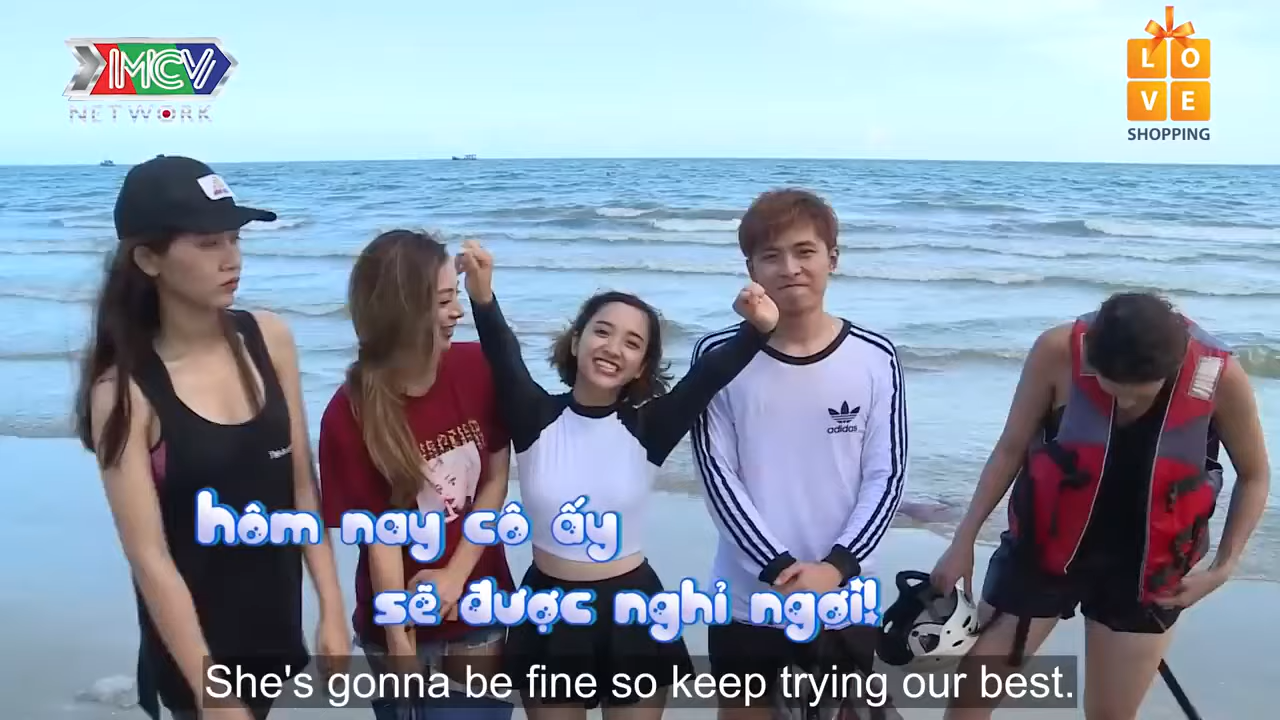 MCV
NETWORK
LOVE
SHOPPING
adidas
hôm nay cô ấy
sẽ được nghỉ ngơi!
She's gonna be fine so keep trying our best.